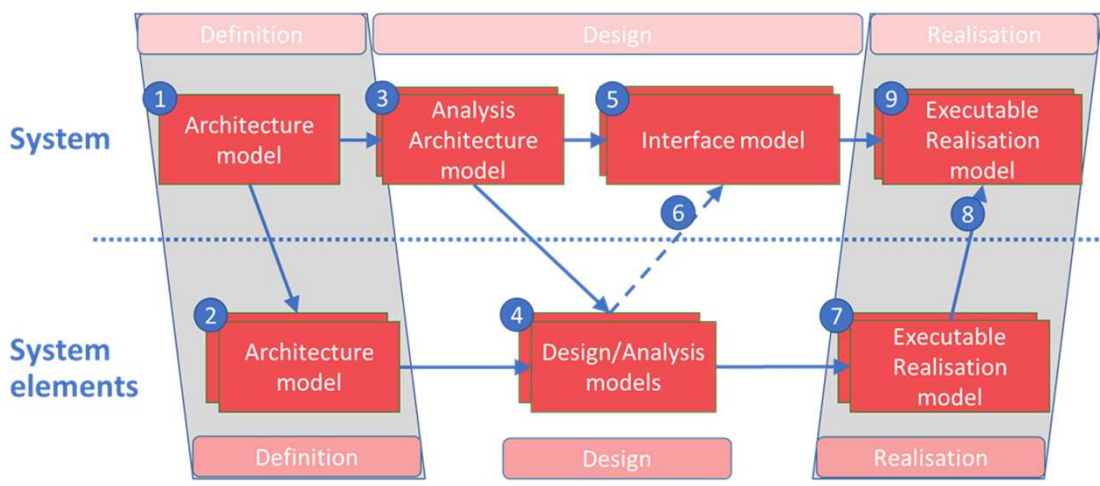 Definition
Design
Realisation
System
1
Architecture
model
3
Analysis
Architecture
model
5
Interface model
9
Executable
Realisation
model
6
8
System
elements
2
Architecture
model
4
Design/Analysis
models
7
Executable
Realisation
model
Definition
Design
Realisation